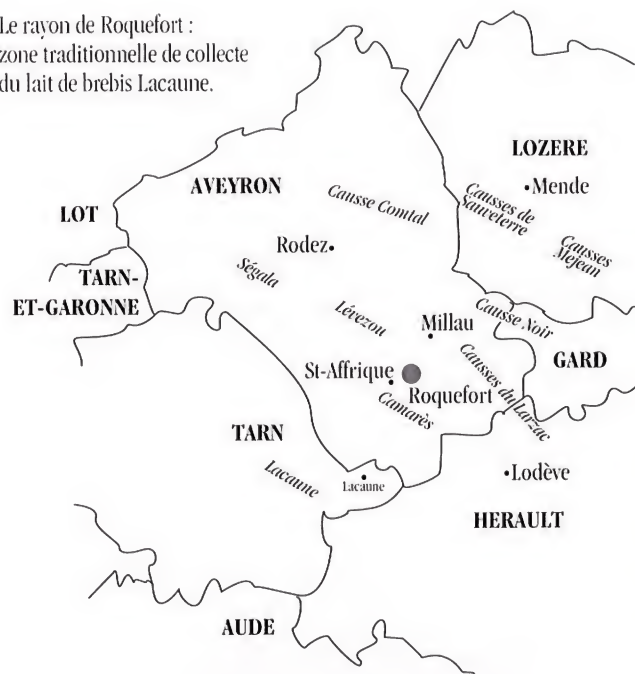 Le rayon de Roquefort :
zone traditionnelle de collecte
du lait de brebis Lacaune.
LOZERE
•Mende
AVEYRON
Causse Comtal
Causses de
Sauveterre
LOT
Causses
Mejean
Rodez•
Ségala
TARN-
ET-GARONNE
Lévezou
Millau
Causse Noir
GARD
St-Affrique
Roquefort
Causses du Larzac
Camarès
TARN
Lacaune
Lacaune
•Lodève
HERAULT
AUDE